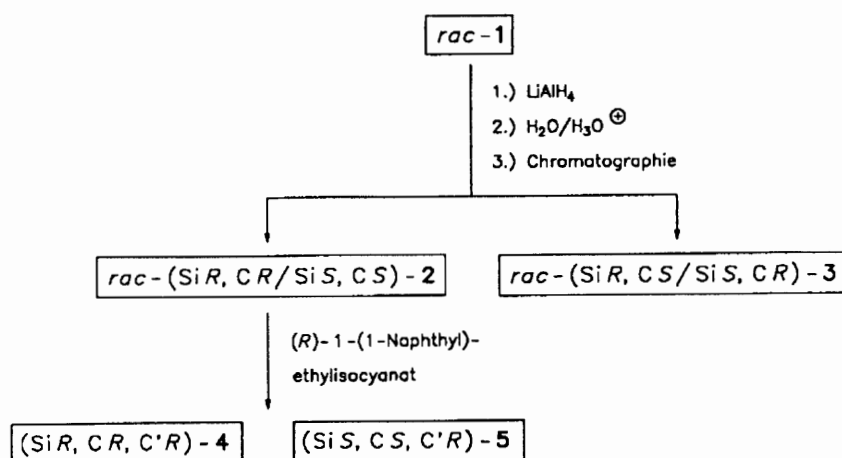 rac-1
1.) LiAlH₄
2.) H₂O/H₃O⊕
3.) Chromatographie
rac-(SiR, CR/SiS, CS)-2
rac-(SiR, CS/SiS, CR)-3
(R)-1-(1-Naphthyl)-
ethylisocyanat
(SiR, CR, C'R)-4
(SiS, CS, C'R)-5